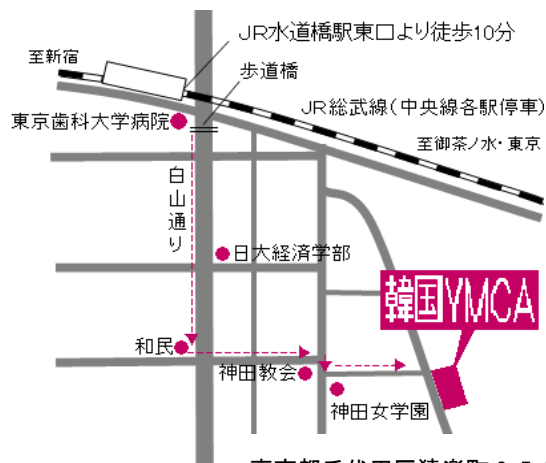 JR水道橋駅東口より徒歩10分
至新宿
歩道橋
JR総武線(中央線各駅停車)
東京歯科大学病院
至御茶ノ水・東京
白山通り
日大経済学部
韓国YMCA
和民
神田教会
神田女学園